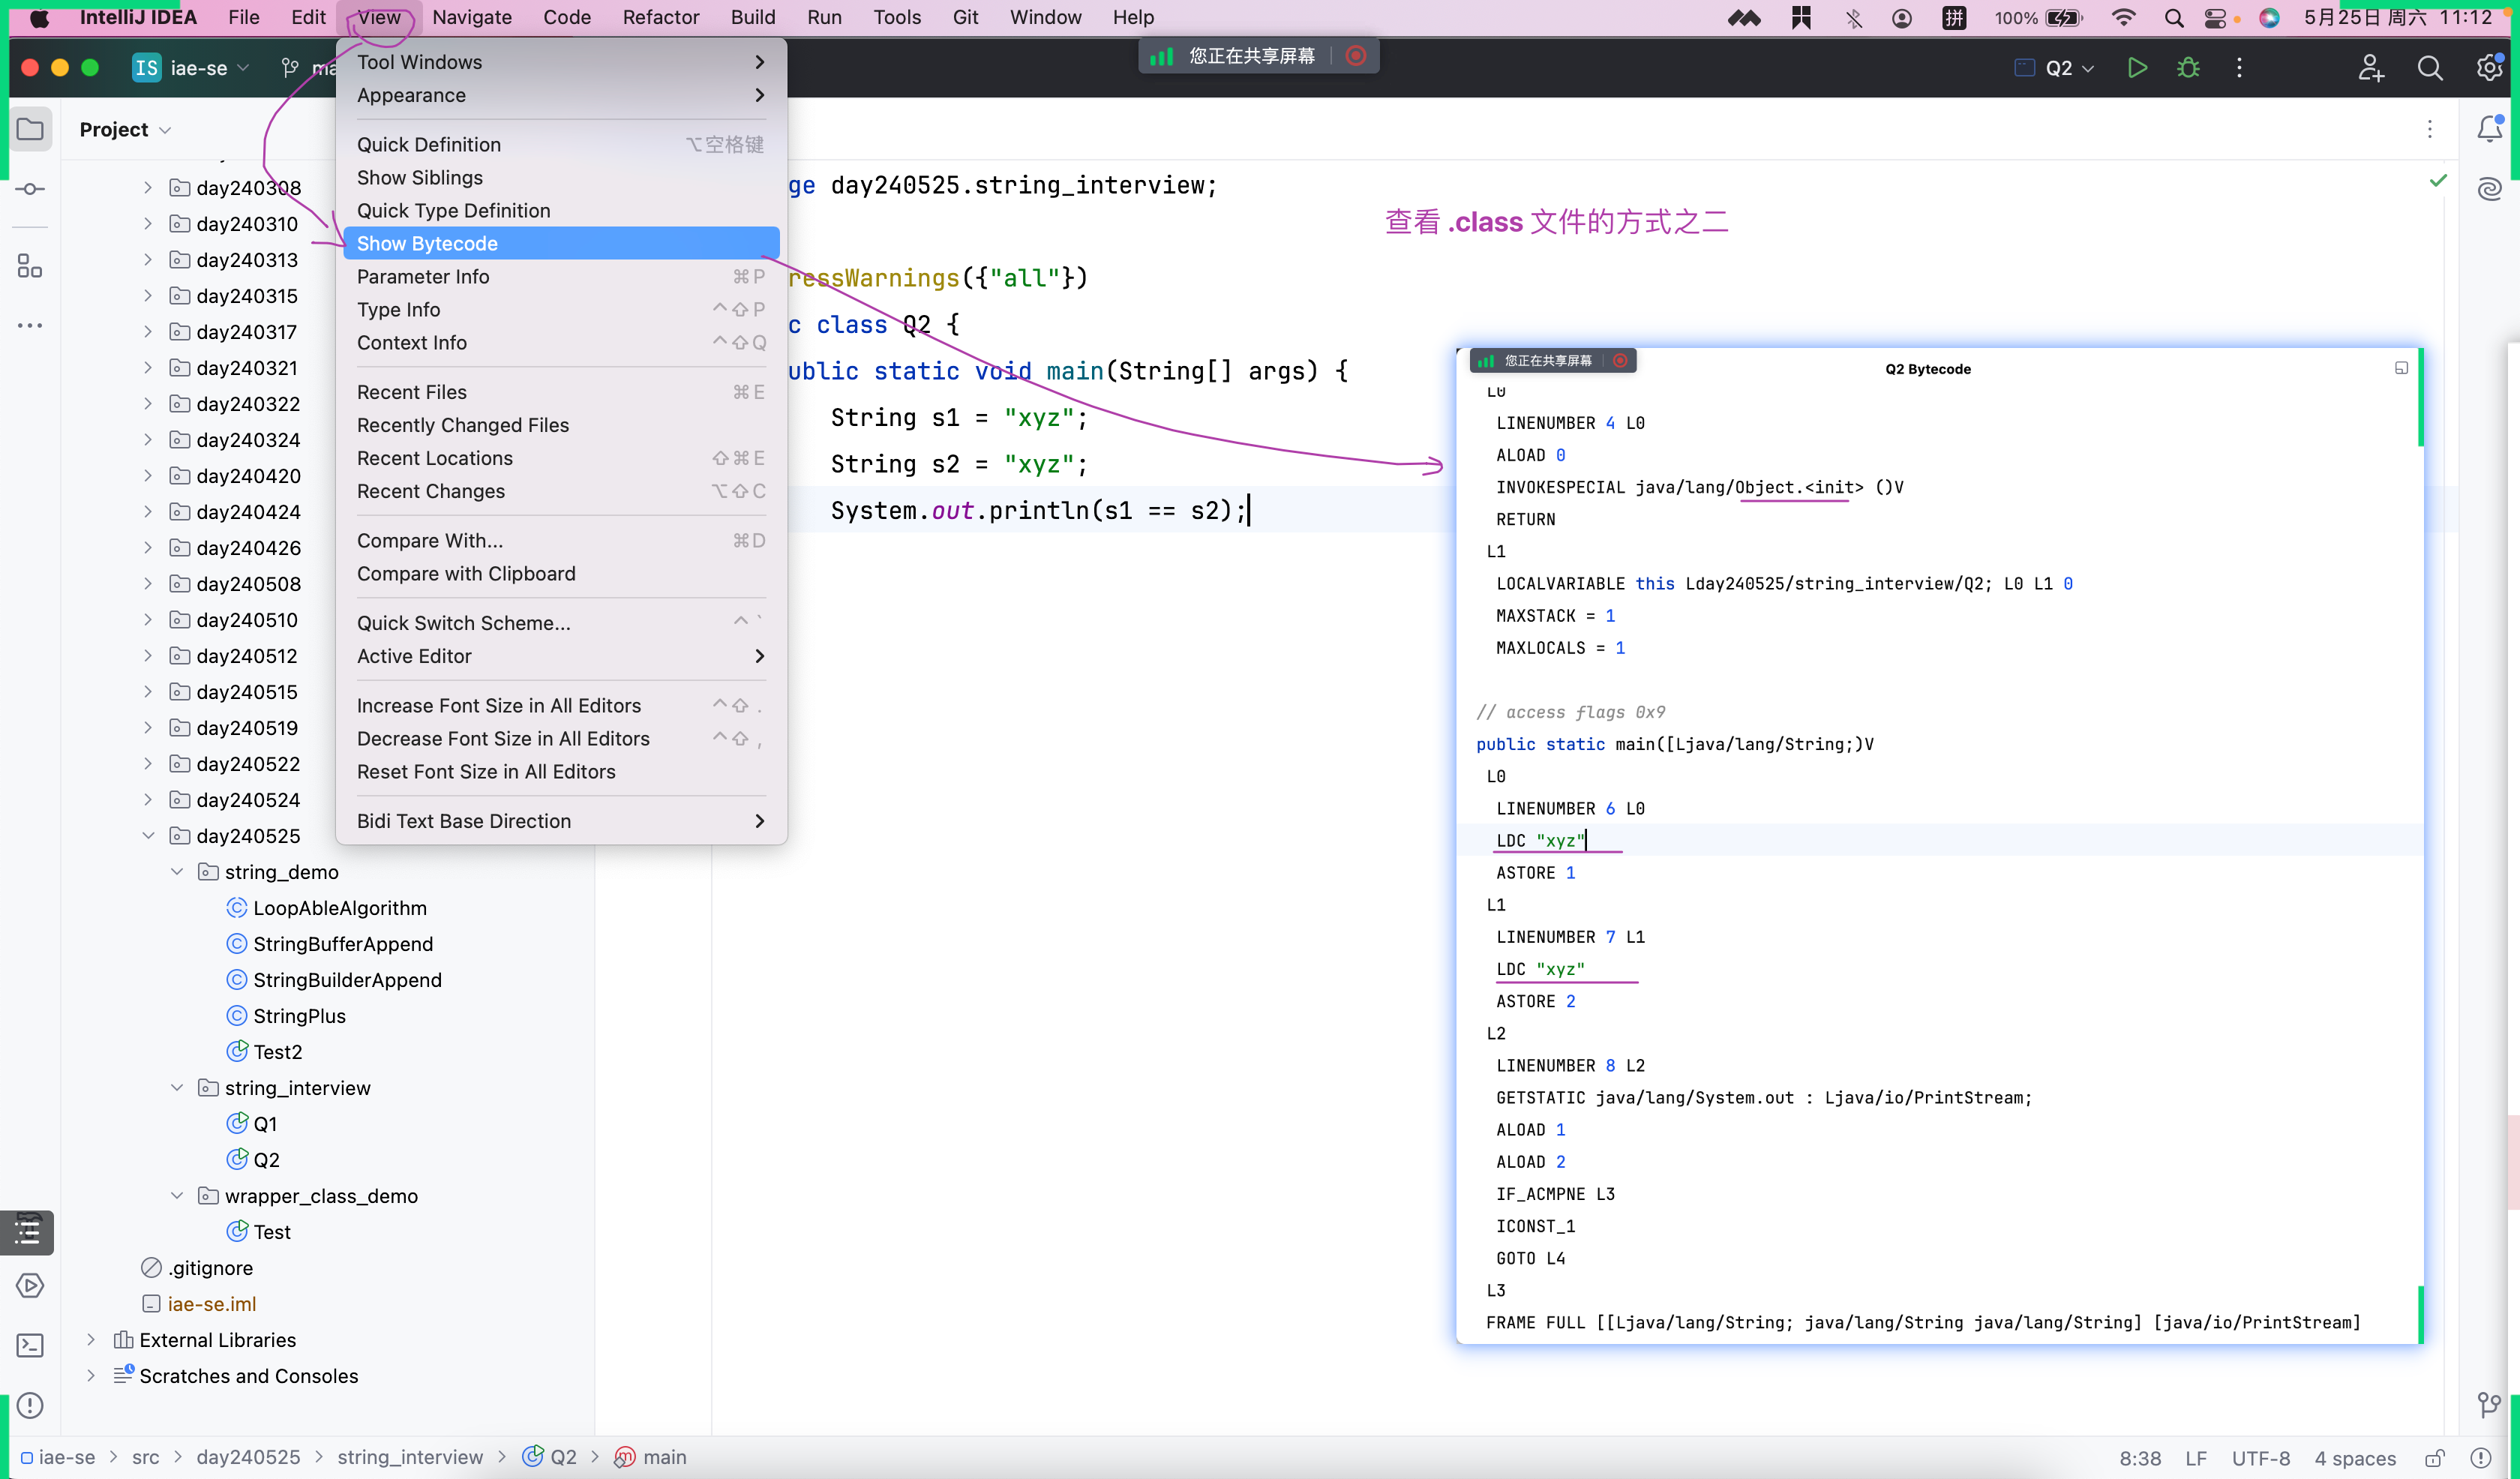 IntelliJ IDEA File Edit View Navigate Code Refactor Build Run Tools Git Window Help
拼 100% 5月25日 周六 11:12
IS iae-se
您正在共享屏幕
Q2
Project
day240308
day240310
day240313
day240315
day240317
day240321
day240322
day240324
day240420
day240424
day240426
day240508
day240510
day240512
day240515
day240519
day240522
day240524
day240525
string_demo
LoopAbleAlgorithm
StringBufferAppend
StringBuilderAppend
StringPlus
Test2
string_interview
Q1
Q2
wrapper_class_demo
Test
.gitignore
iae-se.iml
External Libraries
Scratches and Consoles
Tool Windows
Appearance
Quick Definition ⌥空格键
Show Siblings
Quick Type Definition
Show Bytecode
Parameter Info ⌘P
Type Info ^⇧P
Context Info ^⇧Q
Recent Files ⌘E
Recently Changed Files
Recent Locations ⇧⌘E
Recent Changes ⌥⇧C
Compare With... ⌘D
Compare with Clipboard
Quick Switch Scheme... ^`
Active Editor
Increase Font Size in All Editors ^⇧.
Decrease Font Size in All Editors ^⇧,
Reset Font Size in All Editors
Bidi Text Base Direction
ge day240525.string_interview;
查看 .class 文件的方式之二
ressWarnings({"all"})
c class Q2 {
ublic static void main(String[] args) {
String s1 = "xyz";
String s2 = "xyz";
System.out.println(s1 == s2);
您正在共享屏幕
Q2 Bytecode
L0
LINENUMBER 4 L0
ALOAD 0
INVOKESPECIAL java/lang/Object.<init> ()V
RETURN
L1
LOCALVARIABLE this Lday240525/string_interview/Q2; L0 L1 0
MAXSTACK = 1
MAXLOCALS = 1
// access flags 0x9
public static main([Ljava/lang/String;)V
L0
LINENUMBER 6 L0
LDC "xyz"
ASTORE 1
L1
LINENUMBER 7 L1
LDC "xyz"
ASTORE 2
L2
LINENUMBER 8 L2
GETSTATIC java/lang/System.out : Ljava/io/PrintStream;
ALOAD 1
ALOAD 2
IF_ACMPNE L3
ICONST_1
GOTO L4
L3
FRAME FULL [[Ljava/lang/String; java/lang/String java/lang/String] [java/io/PrintStream]
iae-se > src > day240525 > string_interview > Q2 > main
8:38 LF UTF-8 4 spaces